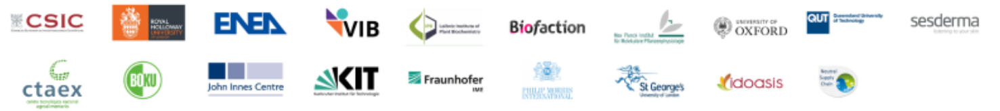 CSIC
ROYAL
HOLLOWAY
UNIVERSITY
OF LONDON
ENEA
VIB
Leibniz Institute of
Plant Biochemistry
Biofaction
Max Planck Institut
für Molekulare Pflanzenphysiologie
UNIVERSITY OF
OXFORD
QUT
Queensland University
of Technology
sesderma
listening to your skin
ctaex
centro tecnológico nacional
agroalimentario
BOKU
John Innes Centre
KIT
Karlsruher Institut für Technologie
Fraunhofer
IME
PHILIP MORRIS
INTERNATIONAL
St George's
University of London
idoasis
Neutral
Supply
Chain